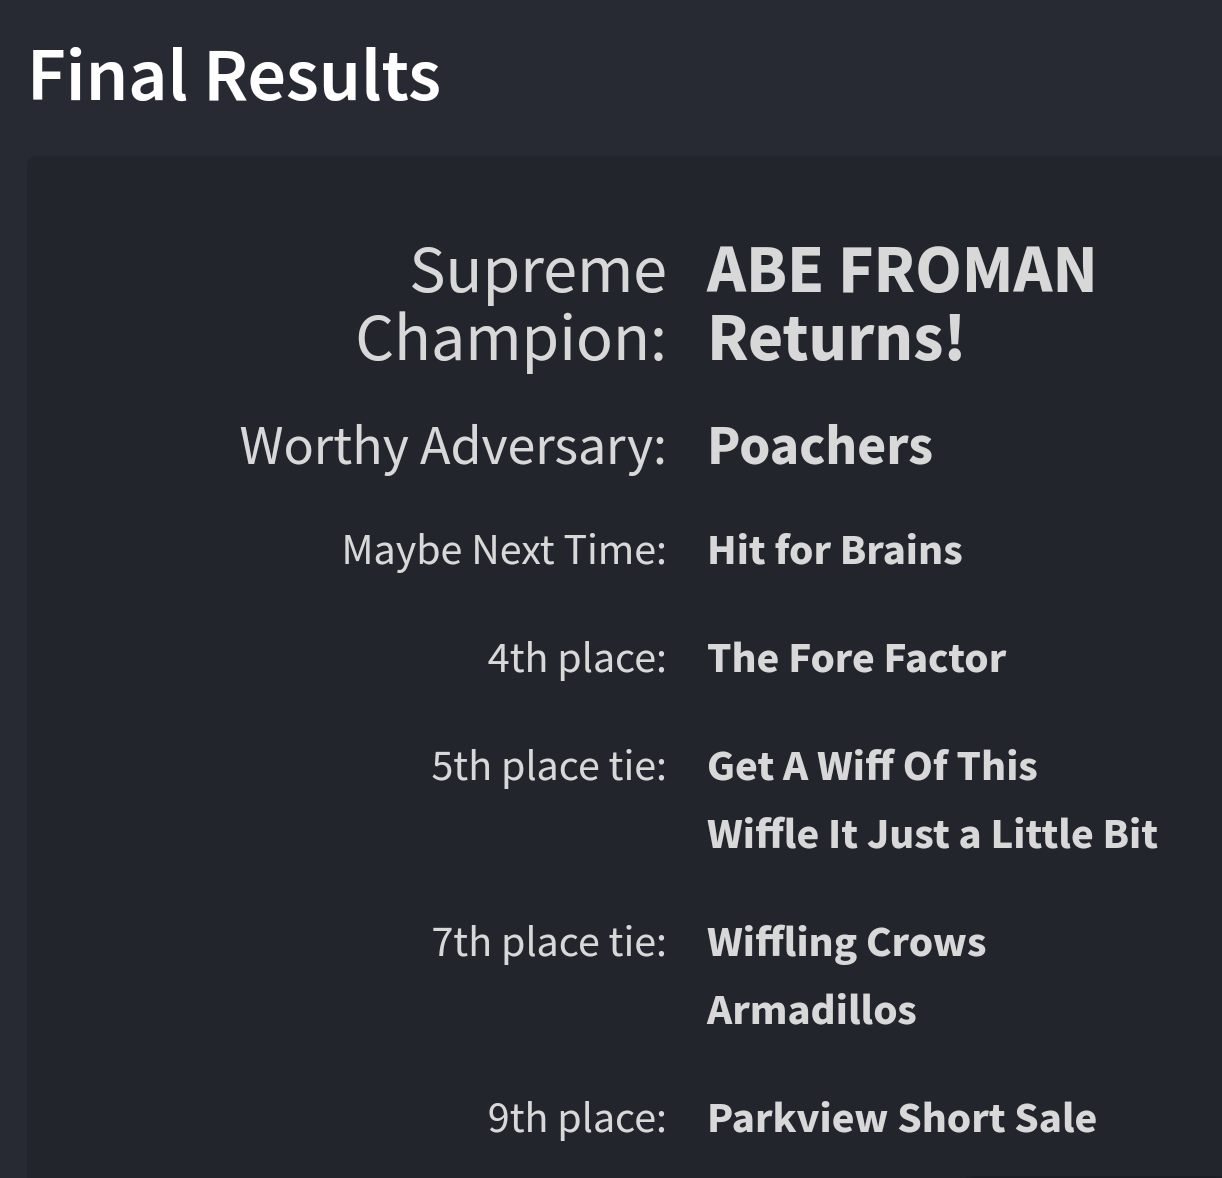 Final Results
Supreme Champion: ABE FROMAN Returns!
Worthy Adversary: Poachers
Maybe Next Time: Hit for Brains
4th place: The Fore Factor
5th place tie: Get A Wiff Of This
Wiffle It Just a Little Bit
7th place tie: Wiffling Crows
Armadillos
9th place: Parkview Short Sale